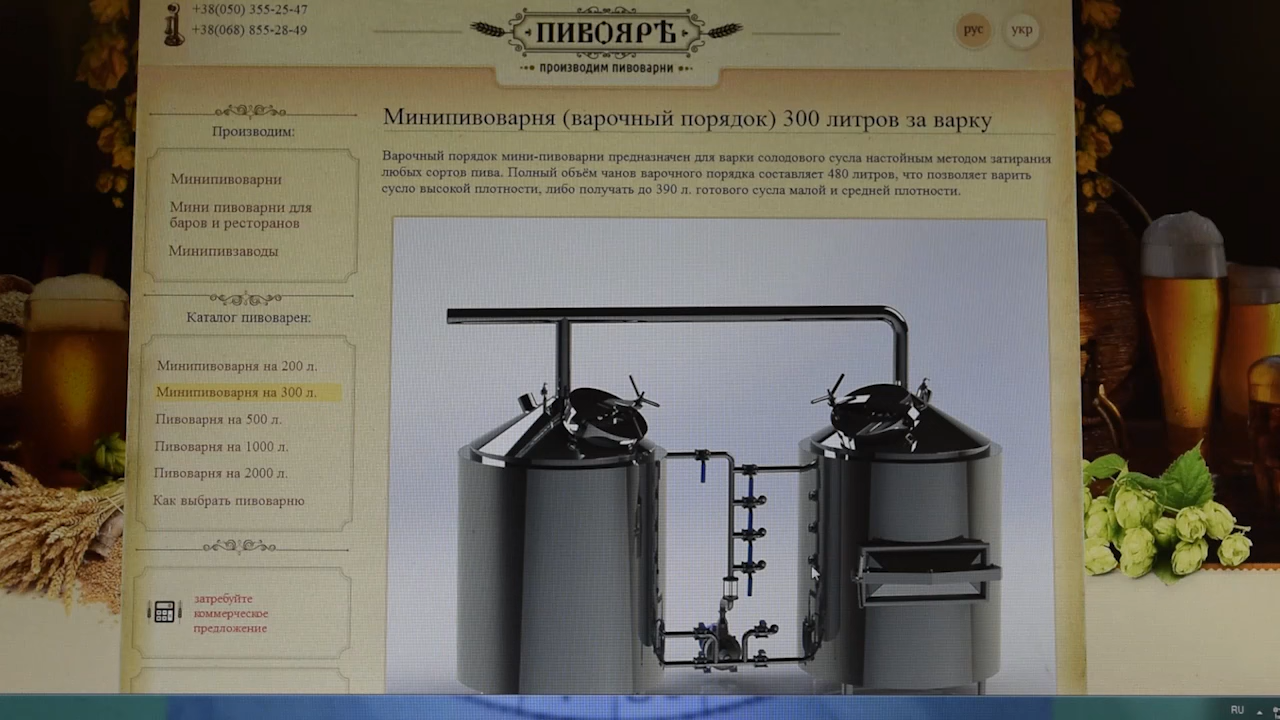 +38(050) 355-25-47
+38(068) 855-28-49
ПИВОЯРѢ
производим пивоварни
рус
укр
Производим:
Минипивоварни
Мини пивоварни для
баров и ресторанов
Минипивзаводы
Каталог пивоварен:
Минипивоварня на 200 л.
Минипивоварня на 300 л.
Пивоварня на 500 л.
Пивоварня на 1000 л.
Пивоварня на 2000 л.
Как выбрать пивоварню
затребуйте
коммерческое
предложение
Минипивоварня (варочный порядок) 300 литров за варку
Варочный порядок мини-пивоварни предназначен для варки солодового сусла настойным методом затирания
любых сортов пива. Полный объём чанов варочного порядка составляет 480 литров, что позволяет варить
сусло высокой плотности, либо получать до 390 л. готового сусла малой и средней плотности.
RU